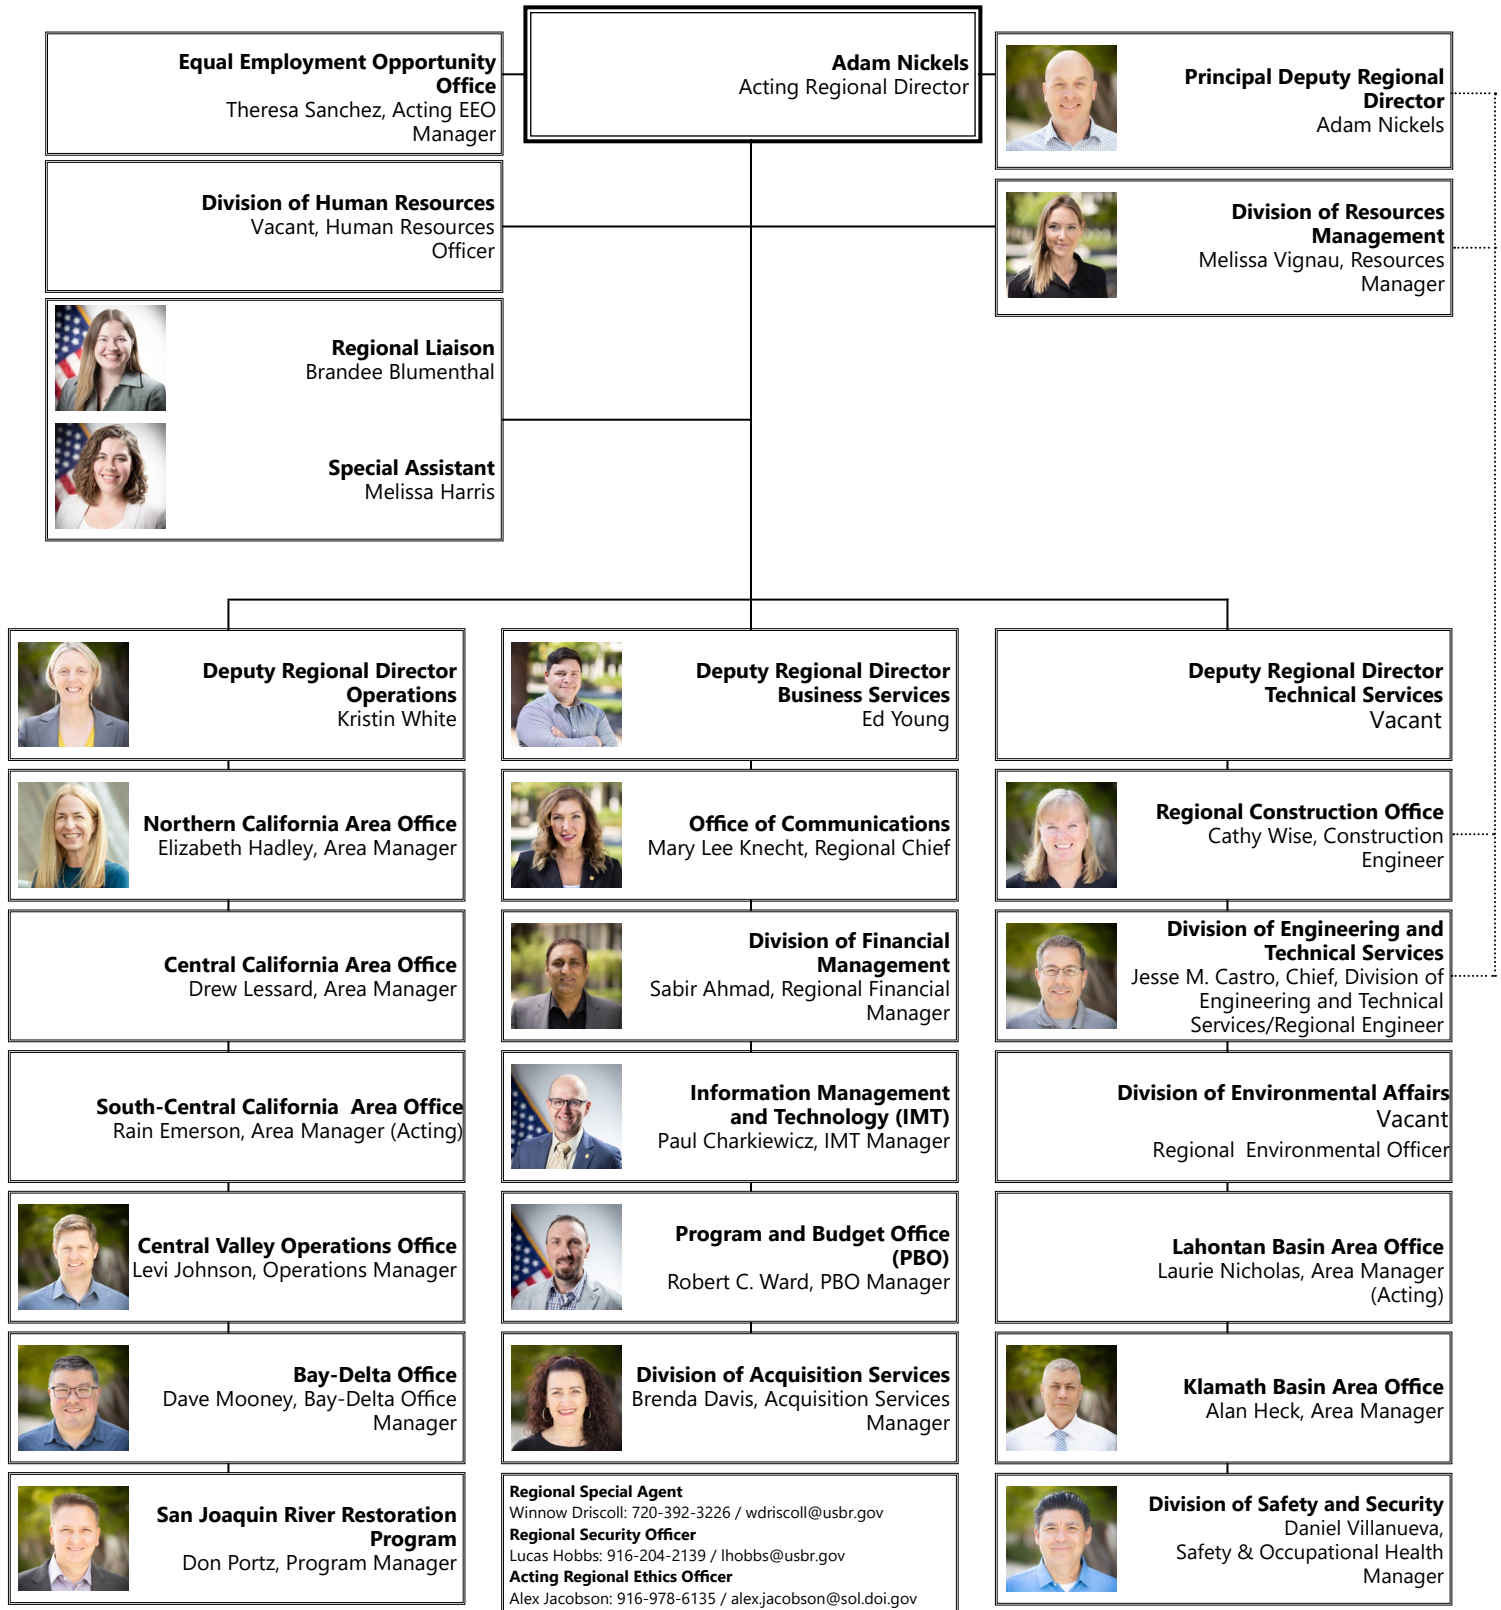 Equal Employment Opportunity
Office
Theresa Sanchez, Acting EEO
Manager
Adam Nickels
Acting Regional Director
Principal Deputy Regional
Director
Adam Nickels
Division of Human Resources
Vacant, Human Resources
Officer
Division of Resources
Management
Melissa Vignau, Resources
Manager
Regional Liaison
Brandee Blumenthal
Special Assistant
Melissa Harris
Deputy Regional Director
Operations
Kristin White
Northern California Area Office
Elizabeth Hadley, Area Manager
Central California Area Office
Drew Lessard, Area Manager
South-Central California  Area Office
Rain Emerson, Area Manager (Acting)
Central Valley Operations Office
Levi Johnson, Operations Manager
Bay-Delta Office
Dave Mooney, Bay-Delta Office
Manager
San Joaquin River Restoration
Program
Don Portz, Program Manager
Deputy Regional Director
Business Services
Ed Young
Office of Communications
Mary Lee Knecht, Regional Chief
Division of Financial
Management
Sabir Ahmad, Regional Financial
Manager
Information Management
and Technology (IMT)
Paul Charkiewicz, IMT Manager
Program and Budget Office
(PBO)
Robert C. Ward, PBO Manager
Division of Acquisition Services
Brenda Davis, Acquisition Services
Manager
Regional Special Agent
Winnow Driscoll: 720-392-3226 / wdriscoll@usbr.gov
Regional Security Officer
Lucas Hobbs: 916-204-2139 / lhobbs@usbr.gov
Acting Regional Ethics Officer
Alex Jacobson: 916-978-6135 / alex.jacobson@sol.doi.gov
Deputy Regional Director
Technical Services
Vacant
Regional Construction Office
Cathy Wise, Construction
Engineer
Division of Engineering and
Technical Services
Jesse M. Castro, Chief, Division of
Engineering and Technical
Services/Regional Engineer
Division of Environmental Affairs
Vacant
Regional  Environmental Officer
Lahontan Basin Area Office
Laurie Nicholas, Area Manager
(Acting)
Klamath Basin Area Office
Alan Heck, Area Manager
Division of Safety and Security
Daniel Villanueva,
Safety & Occupational Health
Manager